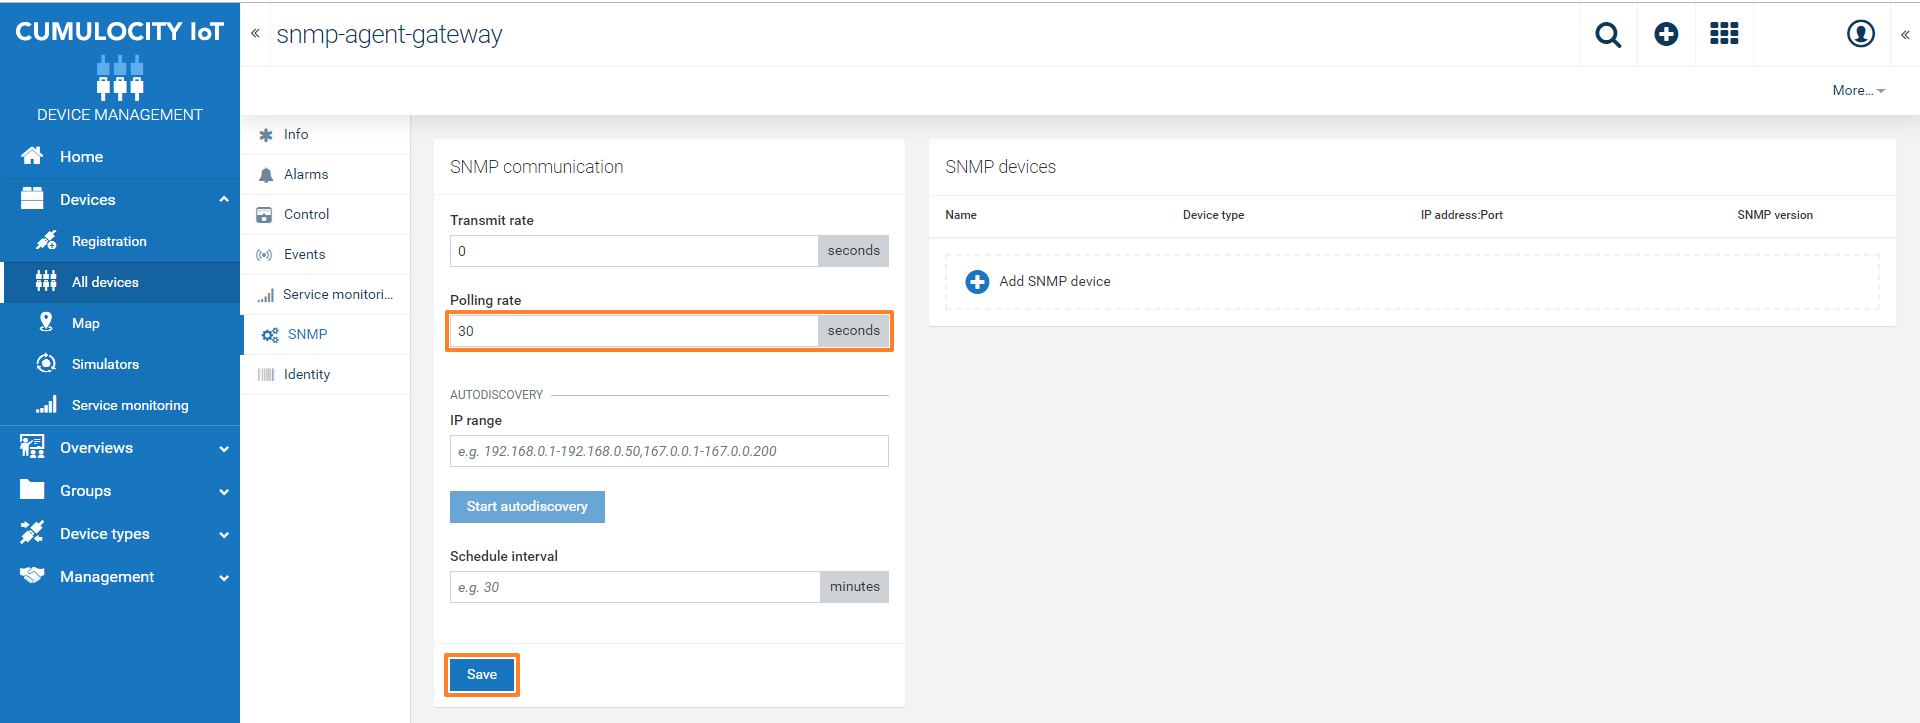 CUMULOCITY IoT
DEVICE MANAGEMENT
Home
Devices
Registration
All devices
Map
Simulators
Service monitoring
Overviews
Groups
Device types
Management
« snmp-agent-gateway
«
More...
Info
Alarms
Control
Events
Service monitori...
SNMP
Identity
SNMP communication
Transmit rate
0 seconds
Polling rate
30 seconds
AUTODISCOVERY
IP range
e.g. 192.168.0.1-192.168.0.50,167.0.0.1-167.0.0.200
Start autodiscovery
Schedule interval
e.g. 30 minutes
Save
SNMP devices
Name Device type IP address:Port SNMP version
Add SNMP device